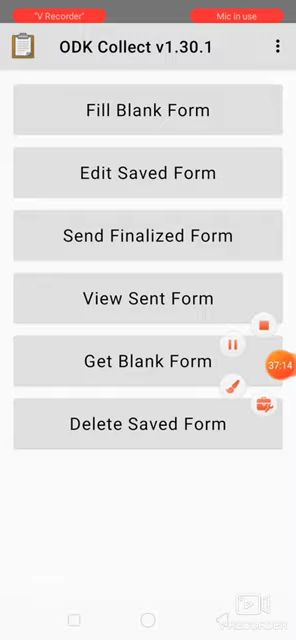 "V Recorder"
Mic in use
ODK Collect v1.30.1
Fill Blank Form
Edit Saved Form
Send Finalized Form
View Sent Form
Get Blank Form
37:14
Delete Saved Form
V RECORDER